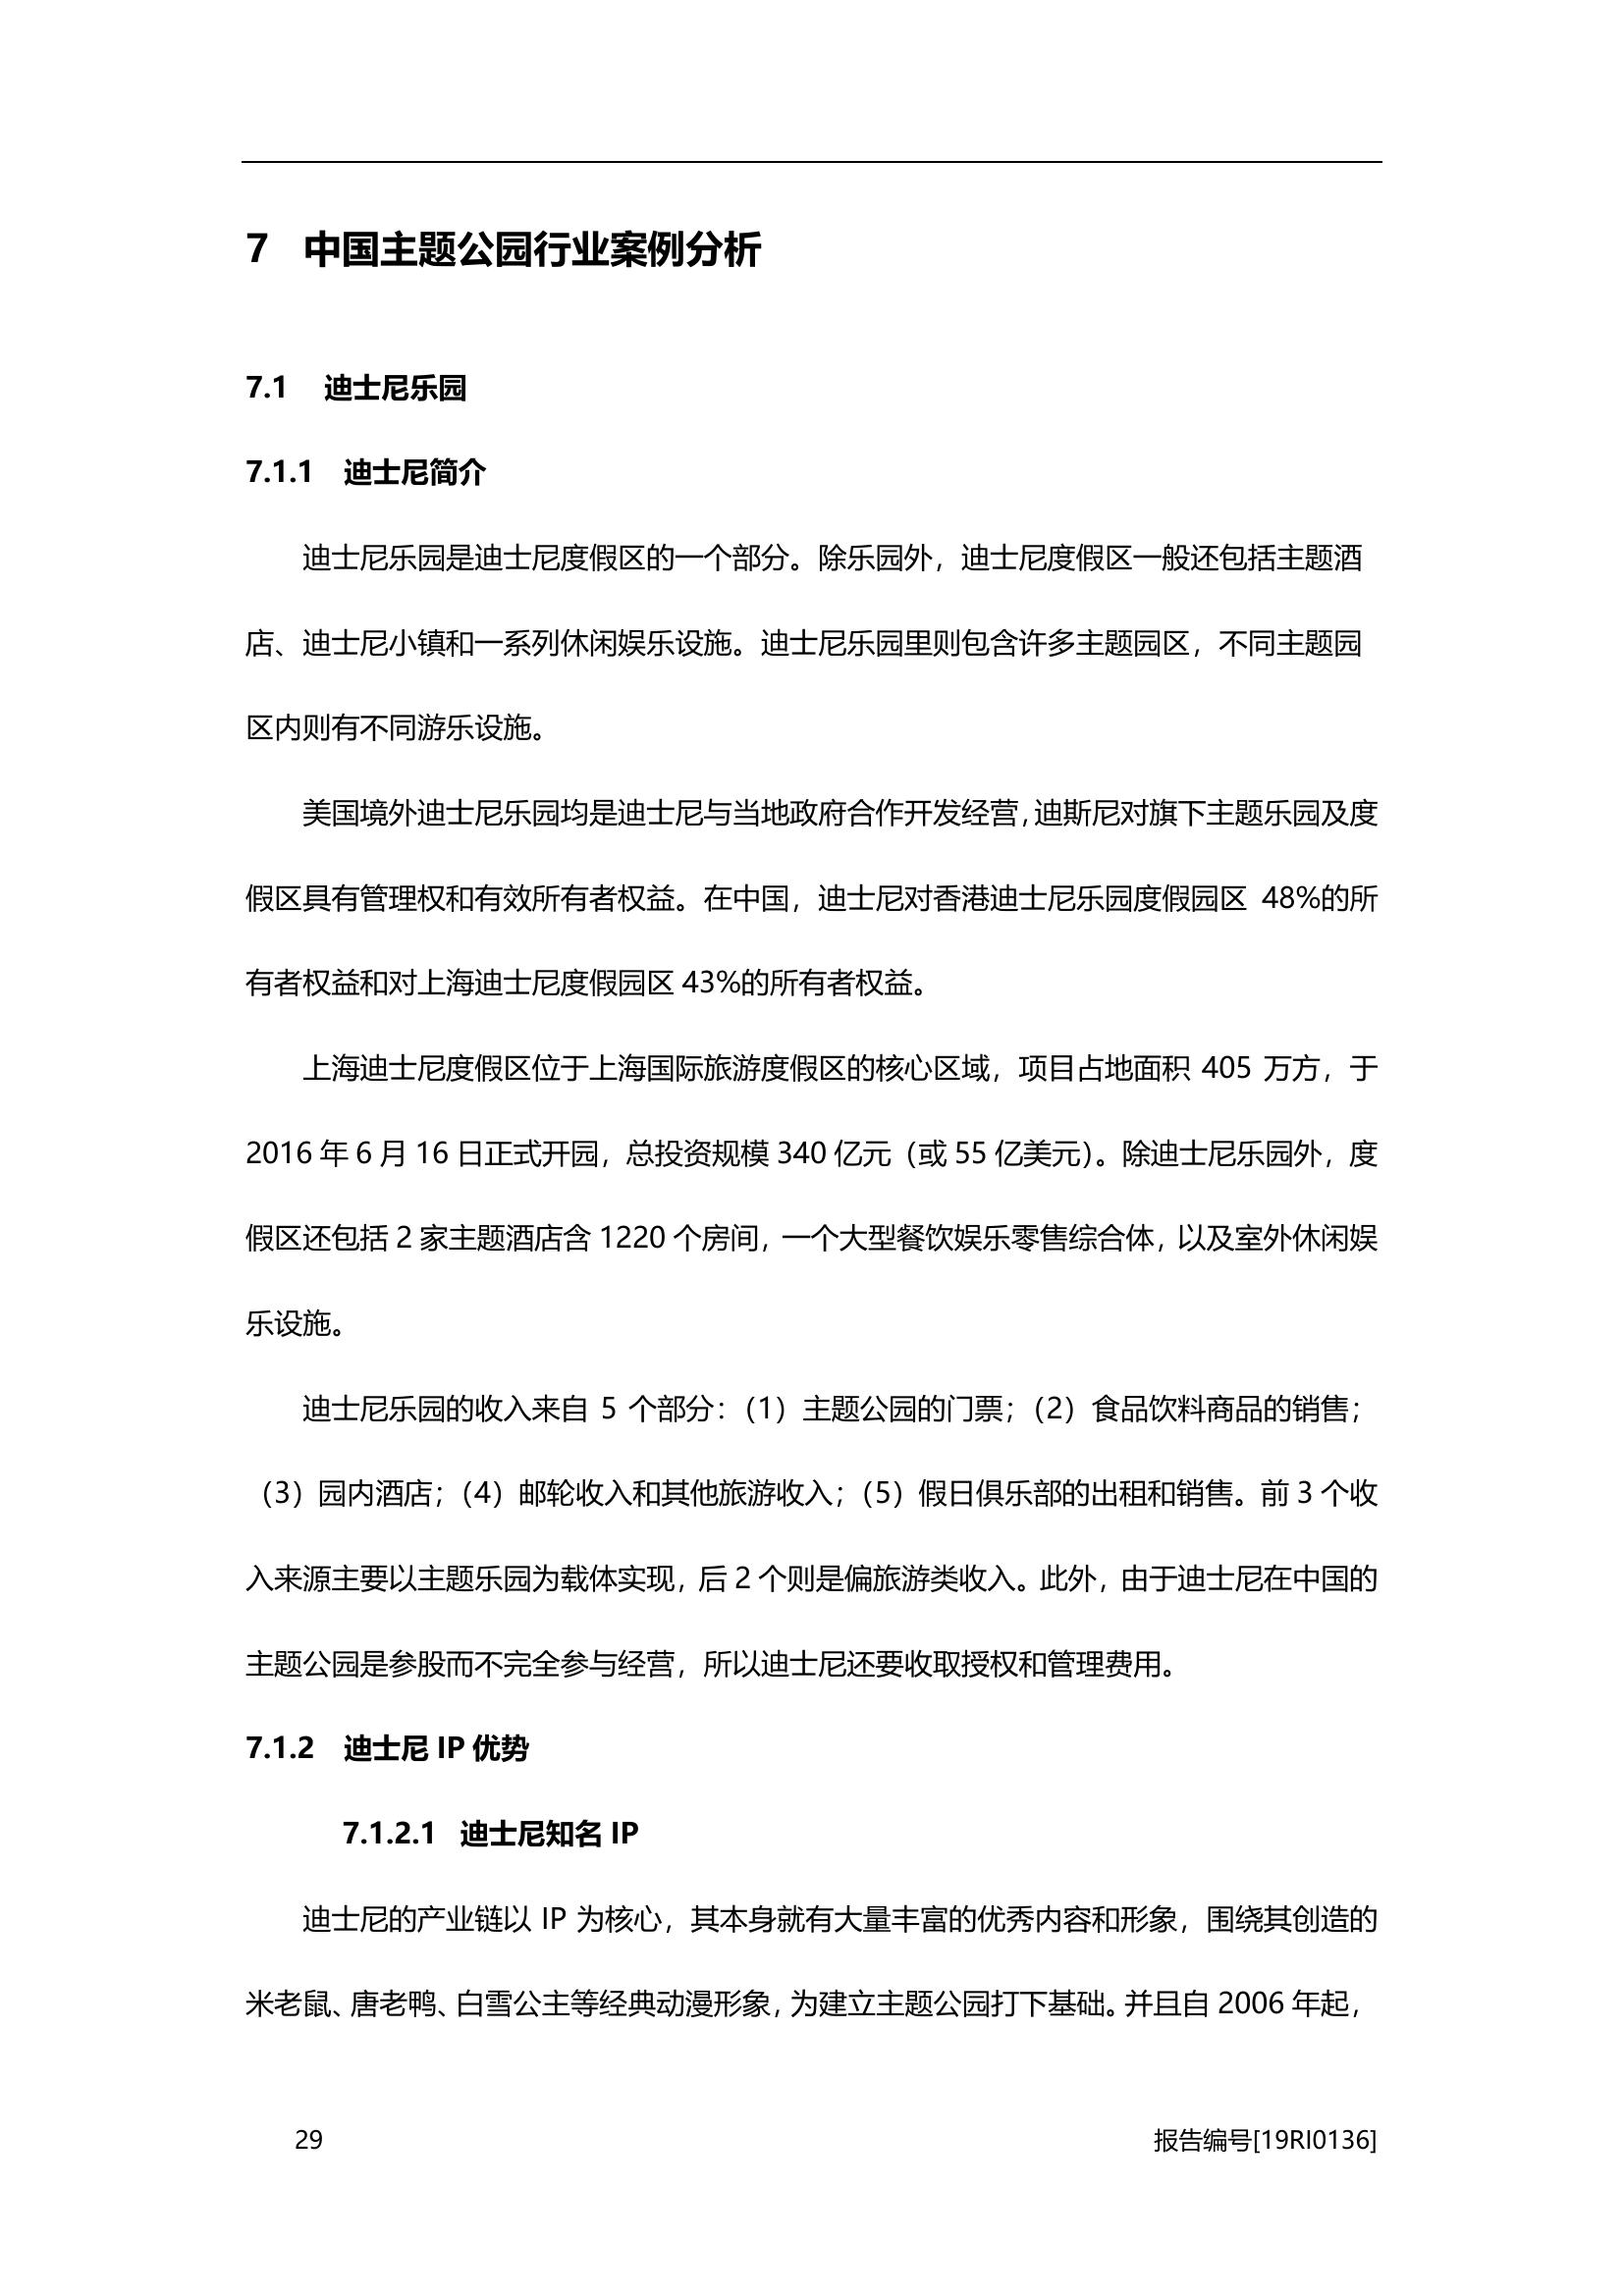 7 中国主题公园行业案例分析
7.1 迪士尼乐园
7.1.1 迪士尼简介
迪士尼乐园是迪士尼度假区的一个部分。除乐园外，迪士尼度假区一般还包括主题酒
店、迪士尼小镇和一系列休闲娱乐设施。迪士尼乐园里则包含许多主题园区，不同主题园
区内则有不同游乐设施。
美国境外迪士尼乐园均是迪士尼与当地政府合作开发经营，迪斯尼对旗下主题乐园及度
假区具有管理权和有效所有者权益。在中国，迪士尼对香港迪士尼乐园度假园区 48%的所
有者权益和对上海迪士尼度假园区 43%的所有者权益。
上海迪士尼度假区位于上海国际旅游度假区的核心区域，项目占地面积 405 万方，于
2016 年 6 月 16 日正式开园，总投资规模 340 亿元（或 55 亿美元）。除迪士尼乐园外，度
假区还包括 2 家主题酒店含 1220 个房间，一个大型餐饮娱乐零售综合体，以及室外休闲娱
乐设施。
迪士尼乐园的收入来自 5 个部分：（1）主题公园的门票；（2）食品饮料商品的销售；
（3）园内酒店；（4）邮轮收入和其他旅游收入；（5）假日俱乐部的出租和销售。前 3 个收
入来源主要以主题乐园为载体实现，后 2 个则是偏旅游类收入。此外，由于迪士尼在中国的
主题公园是参股而不完全参与经营，所以迪士尼还要收取授权和管理费用。
7.1.2 迪士尼 IP 优势
7.1.2.1 迪士尼知名 IP
迪士尼的产业链以 IP 为核心，其本身就有大量丰富的优秀内容和形象，围绕其创造的
米老鼠、唐老鸭、白雪公主等经典动漫形象，为建立主题公园打下基础。并且自 2006 年起，
29 报告编号[19RI0136]